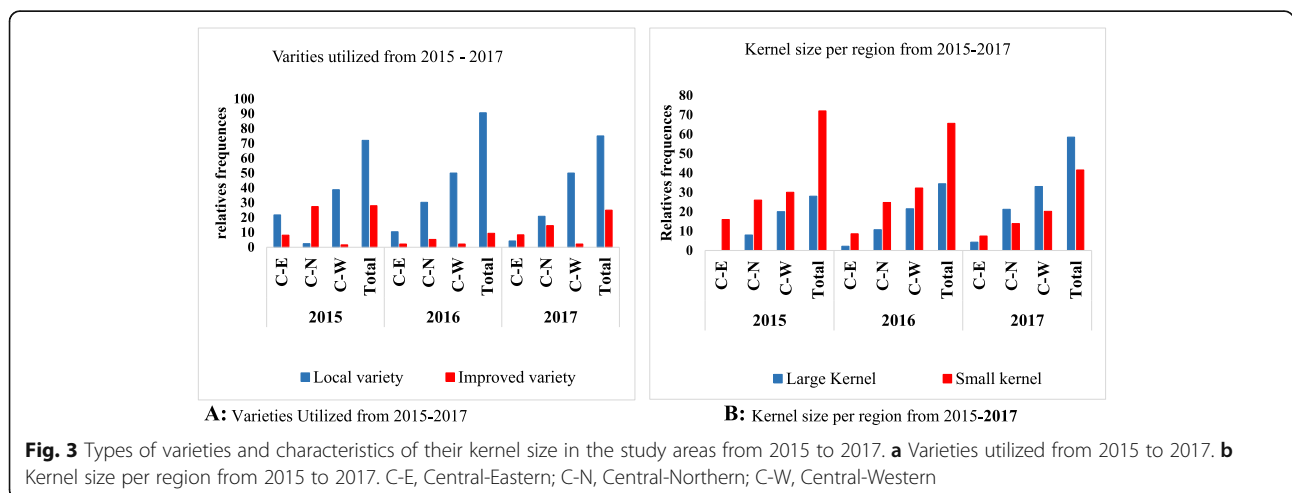 Varities utilized from 2015 - 2017
relatives frequences
100
90
80
70
60
50
40
30
20
10
0
C-E C-N C-W Total C-E C-N C-W Total C-E C-N C-W Total
2015 2016 2017
Local variety Improved variety
A: Varieties Utilized from 2015-2017
Kernel size per region from 2015-2017
Relatives frequences
80
70
60
50
40
30
20
10
0
C-E C-N C-W Total C-E C-N C-W Total C-E C-N C-W Total
2015 2016 2017
Large Kernel Small kernel
B: Kernel size per region from 2015-2017
Fig. 3 Types of varieties and characteristics of their kernel size in the study areas from 2015 to 2017. a Varieties utilized from 2015 to 2017. b
Kernel size per region from 2015 to 2017. C-E, Central-Eastern; C-N, Central-Northern; C-W, Central-Western